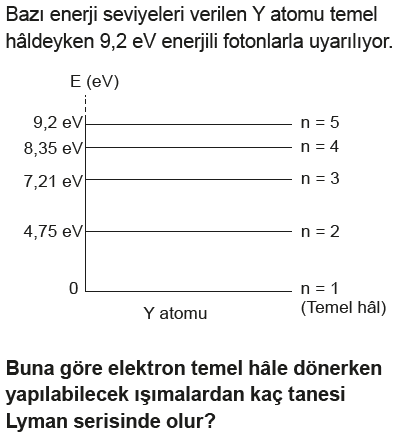 Bazı enerji seviyeleri verilen Y atomu temel
hâldeyken 9,2 eV enerjili fotonlarla uyarılıyor.
E (eV)
9,2 eV n = 5
8,35 eV n = 4
7,21 eV n = 3
4,75 eV n = 2
0 n = 1
(Temel hâl)
Y atomu
Buna göre elektron temel hâle dönerken
yapılabilecek ışımalardan kaç tanesi
Lyman serisinde olur?